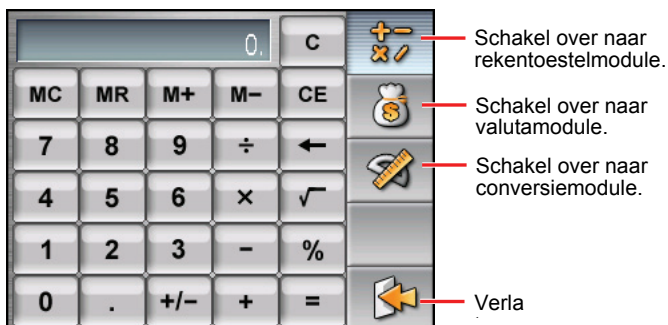 0. C
Schakel over naar
rekentoestelmodule.
MC MR M+ M− CE
Schakel over naar
valutamodule.
7 8 9 ÷ ←
Schakel over naar
conversiemodule.
4 5 6 × √
1 2 3 − %
0 . +/− + =
Verla